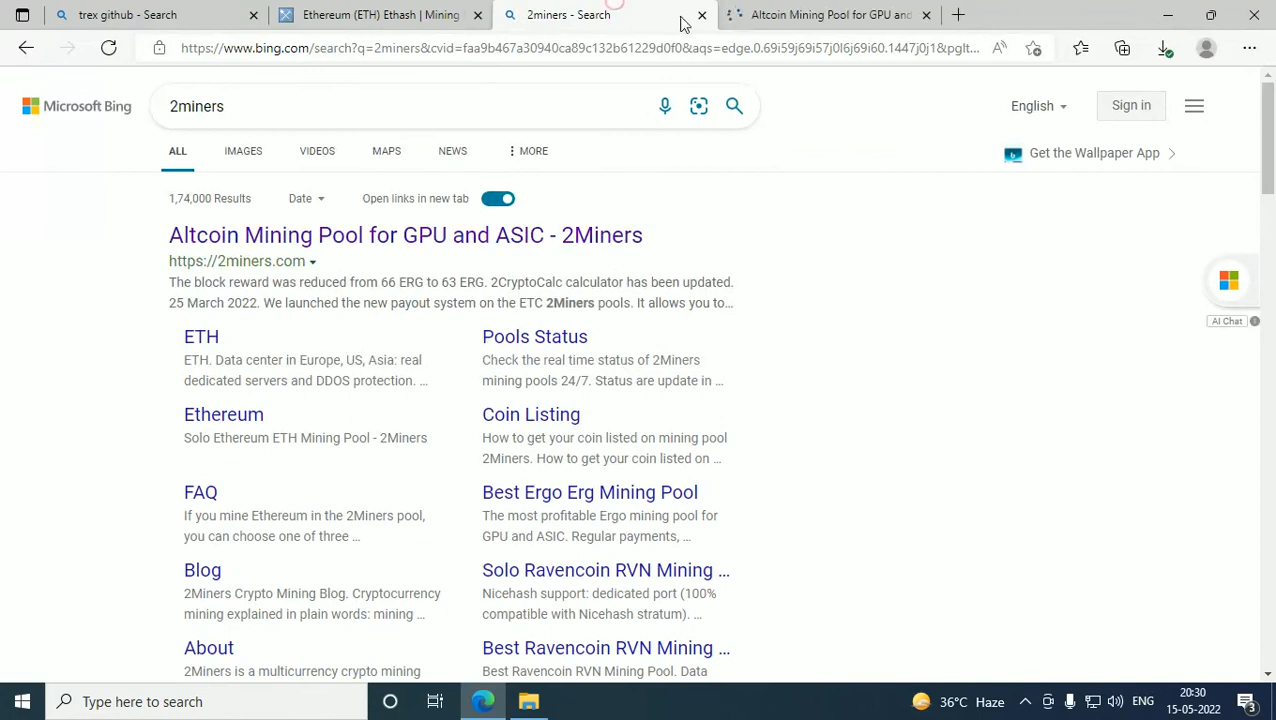 trex github - Search
Ethereum (ETH) Ethash | Mining
2miners - Search
Altcoin Mining Pool for GPU and
https://www.bing.com/search?q=2miners&cvid=faa9b467a30940ca89c132b61229d0f0&aqs=edge.0.69i59j69i57j0l6j69i60.1447j0j1&pglt...
Microsoft Bing
2miners
English
Sign in
ALL
IMAGES
VIDEOS
MAPS
NEWS
MORE
Get the Wallpaper App
1,74,000 Results
Date
Open links in new tab
Altcoin Mining Pool for GPU and ASIC - 2Miners
https://2miners.com
The block reward was reduced from 66 ERG to 63 ERG. 2CryptoCalc calculator has been updated.
25 March 2022. We launched the new payout system on the ETC 2Miners pools. It allows you to...
ETH
ETH. Data center in Europe, US, Asia: real
dedicated servers and DDOS protection. ...
Pools Status
Check the real time status of 2Miners
mining pools 24/7. Status are update in ...
Ethereum
Solo Ethereum ETH Mining Pool - 2Miners
Coin Listing
How to get your coin listed on mining pool
2Miners. How to get your coin listed on ...
FAQ
If you mine Ethereum in the 2Miners pool,
you can choose one of three ...
Best Ergo Erg Mining Pool
The most profitable Ergo mining pool for
GPU and ASIC. Regular payments, ...
Blog
2Miners Crypto Mining Blog. Cryptocurrency
mining explained in plain words: mining ...
Solo Ravencoin RVN Mining ...
Nicehash support: dedicated port (100%
compatible with Nicehash stratum). ...
About
2Miners is a multicurrency crypto mining
Best Ravencoin RVN Mining ...
Best Ravencoin RVN Mining Pool. Data
AI Chat
Type here to search
36°C Haze
ENG
20:30
15-05-2022
3